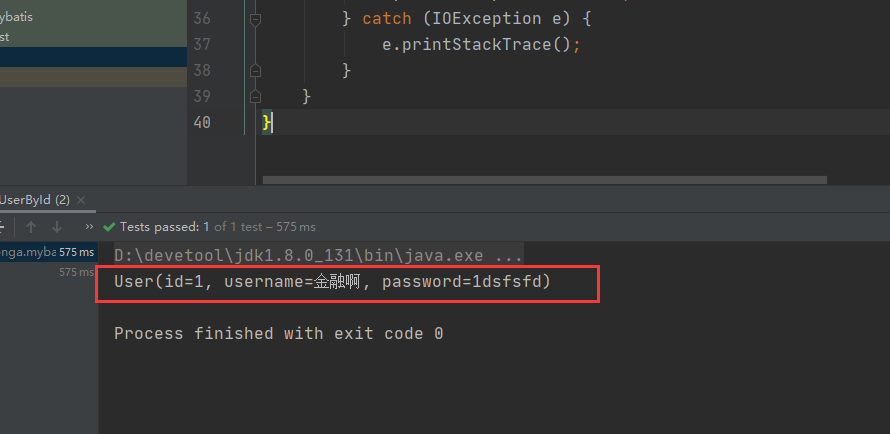 ybatis
st
36 } catch (IOException e) {
37 e.printStackTrace();
38 }
39 }
40 }
UserById (2) ×
» Tests passed: 1 of 1 test – 575 ms
enga.myba 575 ms
575 ms
D:\devetool\jdk1.8.0_131\bin\java.exe ...
User(id=1, username=金融啊, password=1dsfsfd)
Process finished with exit code 0